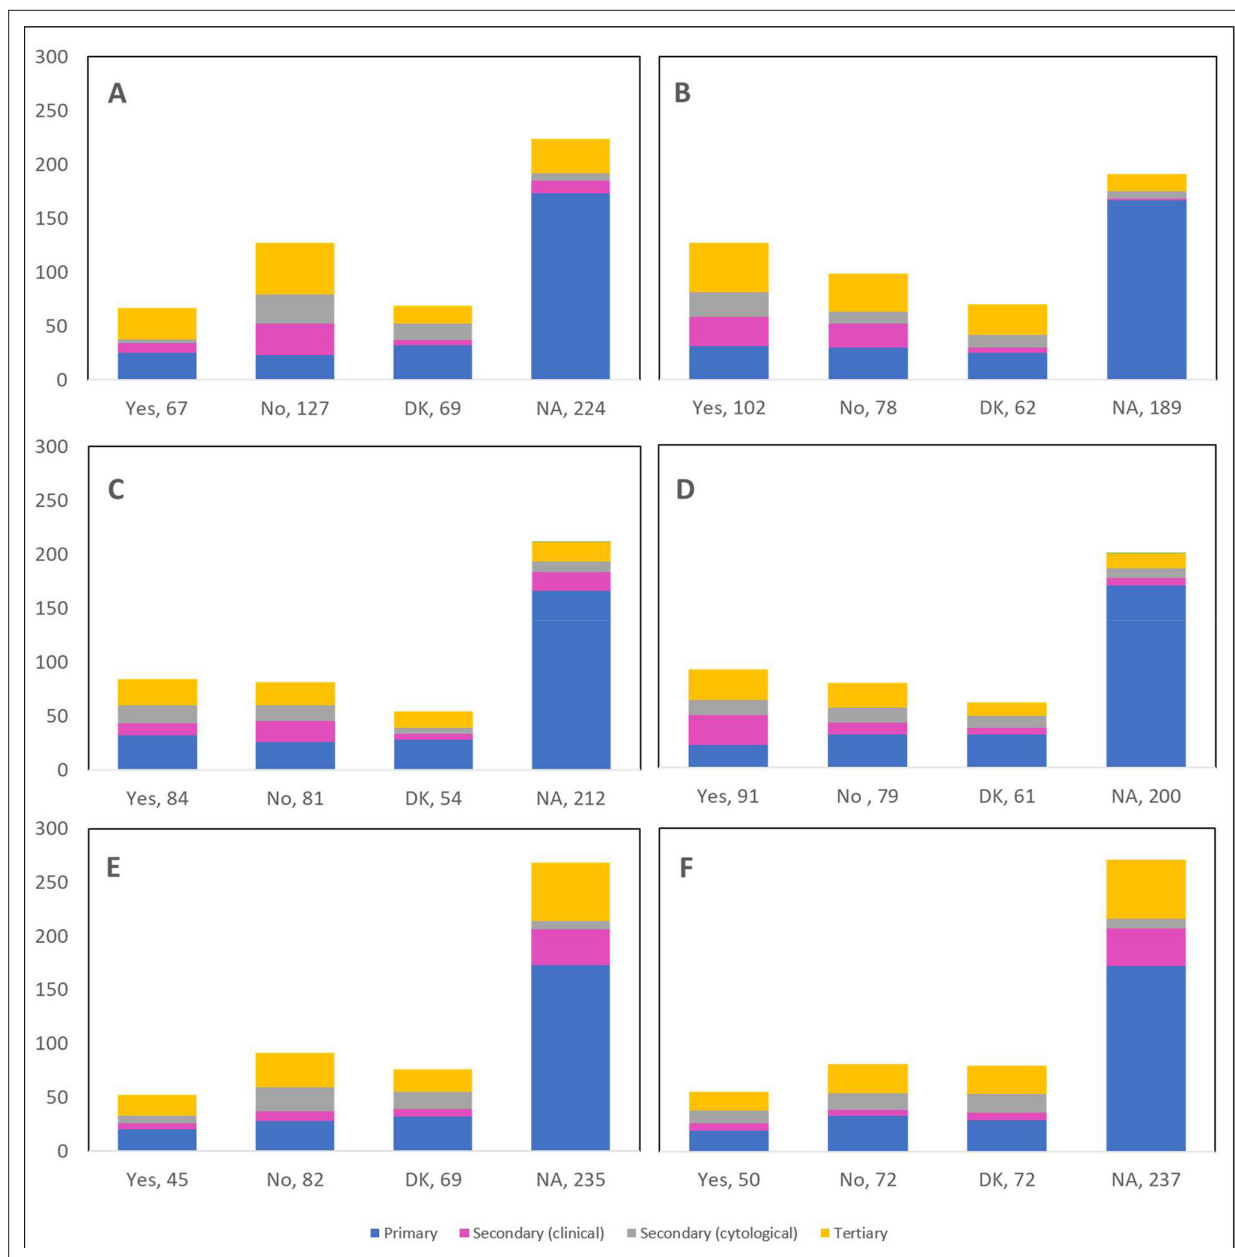 A
B
300
250
200
150
100
50
0
Yes, 67 No, 127 DK, 69 NA, 224
Yes, 102 No, 78 DK, 62 NA, 189
C
D
300
250
200
150
100
50
0
Yes, 84 No, 81 DK, 54 NA, 212
Yes, 91 No , 79 DK, 61 NA, 200
E
F
300
250
200
150
100
50
0
Yes, 45 No, 82 DK, 69 NA, 235
Yes, 50 No, 72 DK, 72 NA, 237
Primary Secondary (clinical) Secondary (cytological) Tertiary